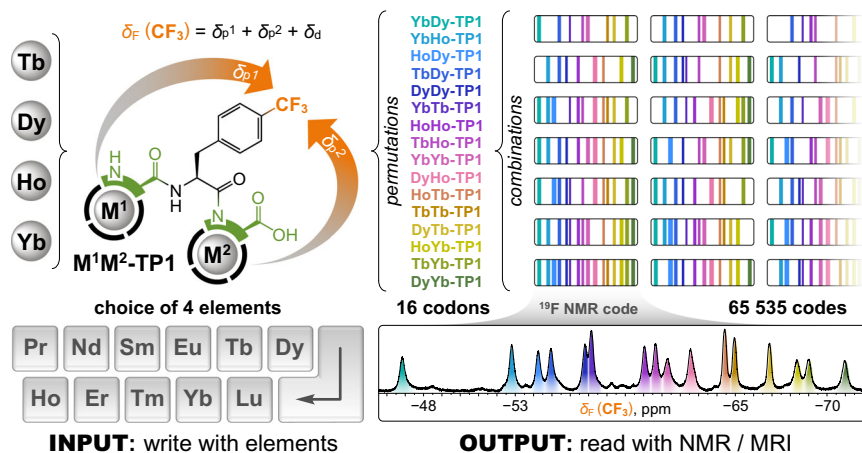 δF (CF3) = δp1 + δp2 + δd
Tb
Dy
Ho
Yb
δp1
CF3
δp2
H
N
O
N
H
O
N
O
OH
M1
M2
M1M2-TP1
choice of 4 elements
permutations
YbDy-TP1
YbHo-TP1
HoDy-TP1
TbDy-TP1
DyDy-TP1
YbTb-TP1
HoHo-TP1
TbHo-TP1
YbYb-TP1
DyHo-TP1
HoTb-TP1
TbTb-TP1
DyTb-TP1
HoYb-TP1
TbYb-TP1
DyYb-TP1
combinations
16 codons
19F NMR code
65 535 codes
Pr Nd Sm Eu Tb Dy
Ho Er Tm Yb Lu
INPUT: write with elements
−48 −53 δF (CF3), ppm −65 −70
OUTPUT: read with NMR / MRI